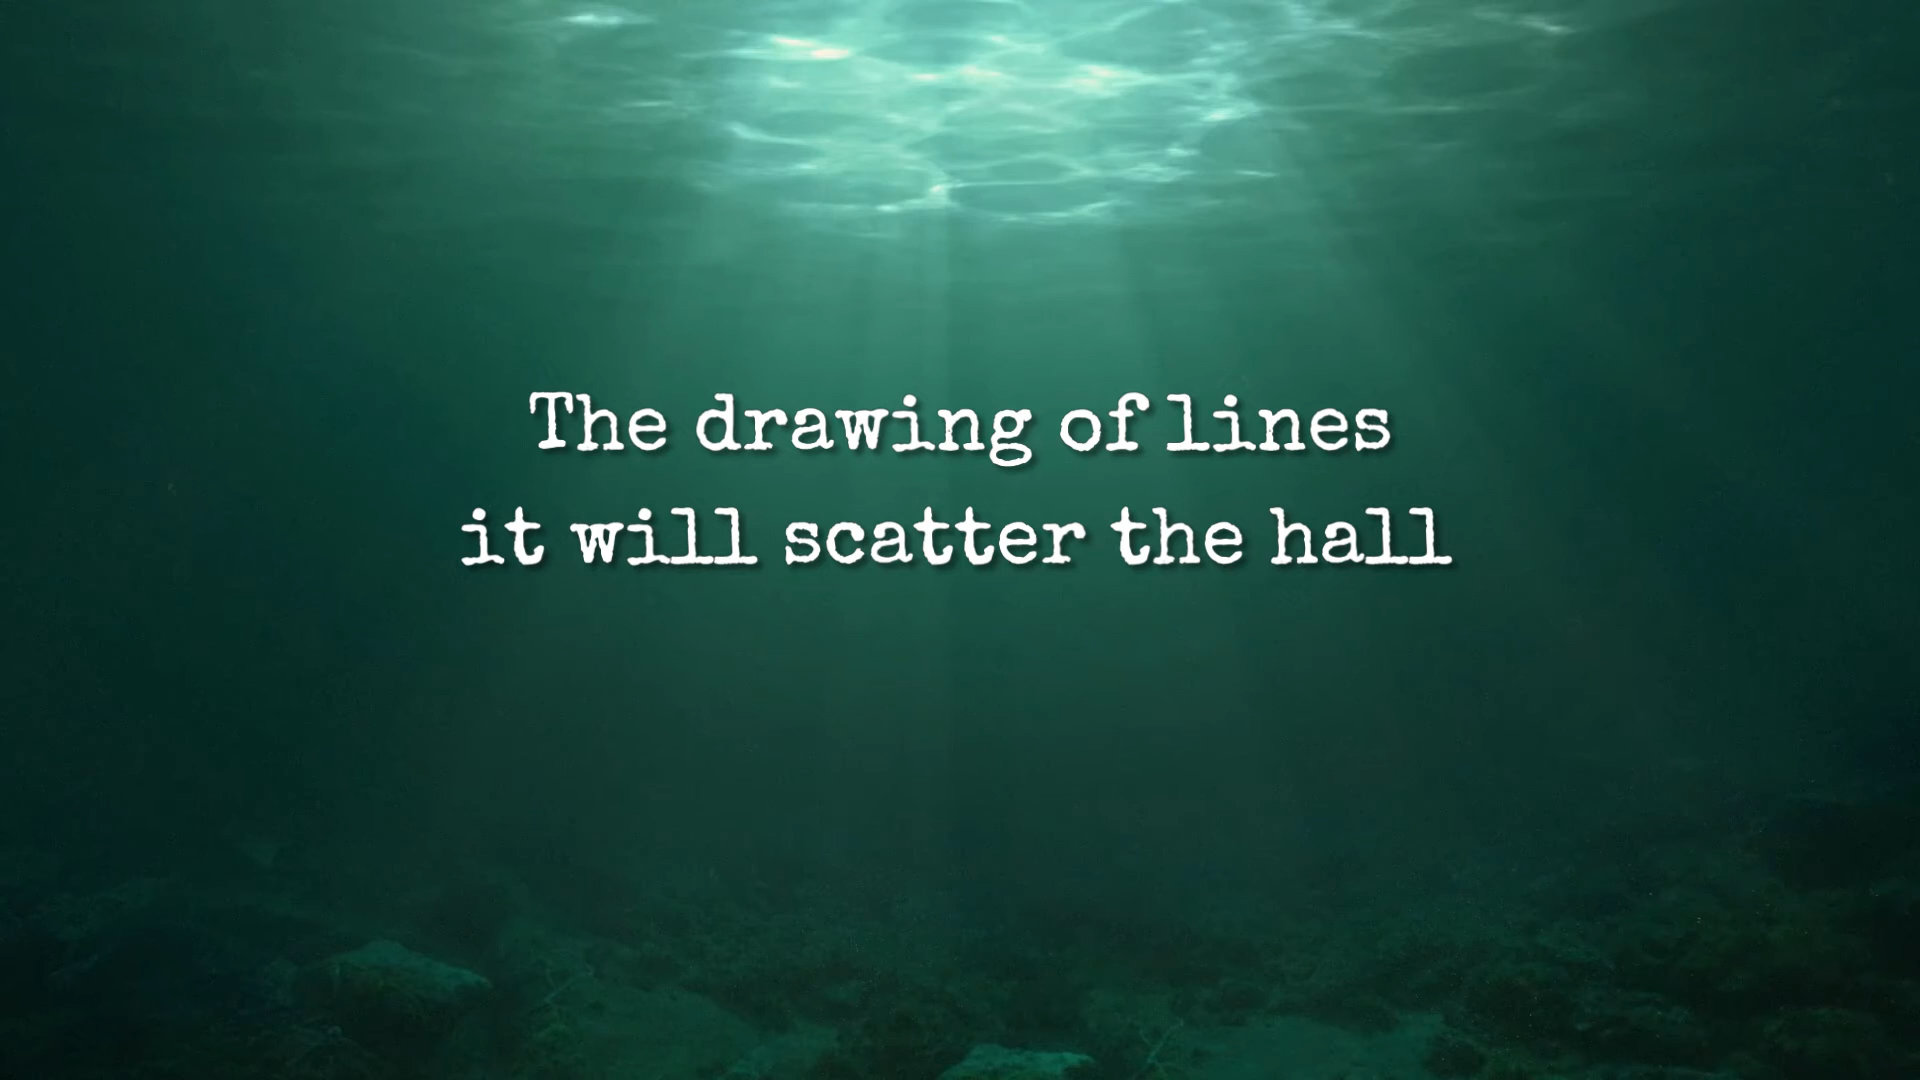 The drawing of lines
it will scatter the hall